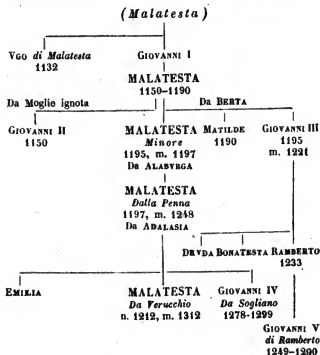 (Malatesta)
VGO di Malatesta GIOVANNI I
1132
MALATESTA
1150-1190
Da Moglie ignota Da BERTA
GIOVANNI II MALATESTA MATILDE GIOVANNI III
1150 Minore 1190 1195
1195, m. 1197 m. 1221
Da ALABVRGA
MALATESTA
Dalla Penna
1197, m. 1248
Da ADALASIA
DRVDA BONATESTA RAMBERTO
1233
EMILIA MALATESTA GIOVANNI IV
Da Verucchio Da Sogliano
n. 1212, m. 1312 1278-1299
GIOVANNI V
di Ramberto
1249-1290